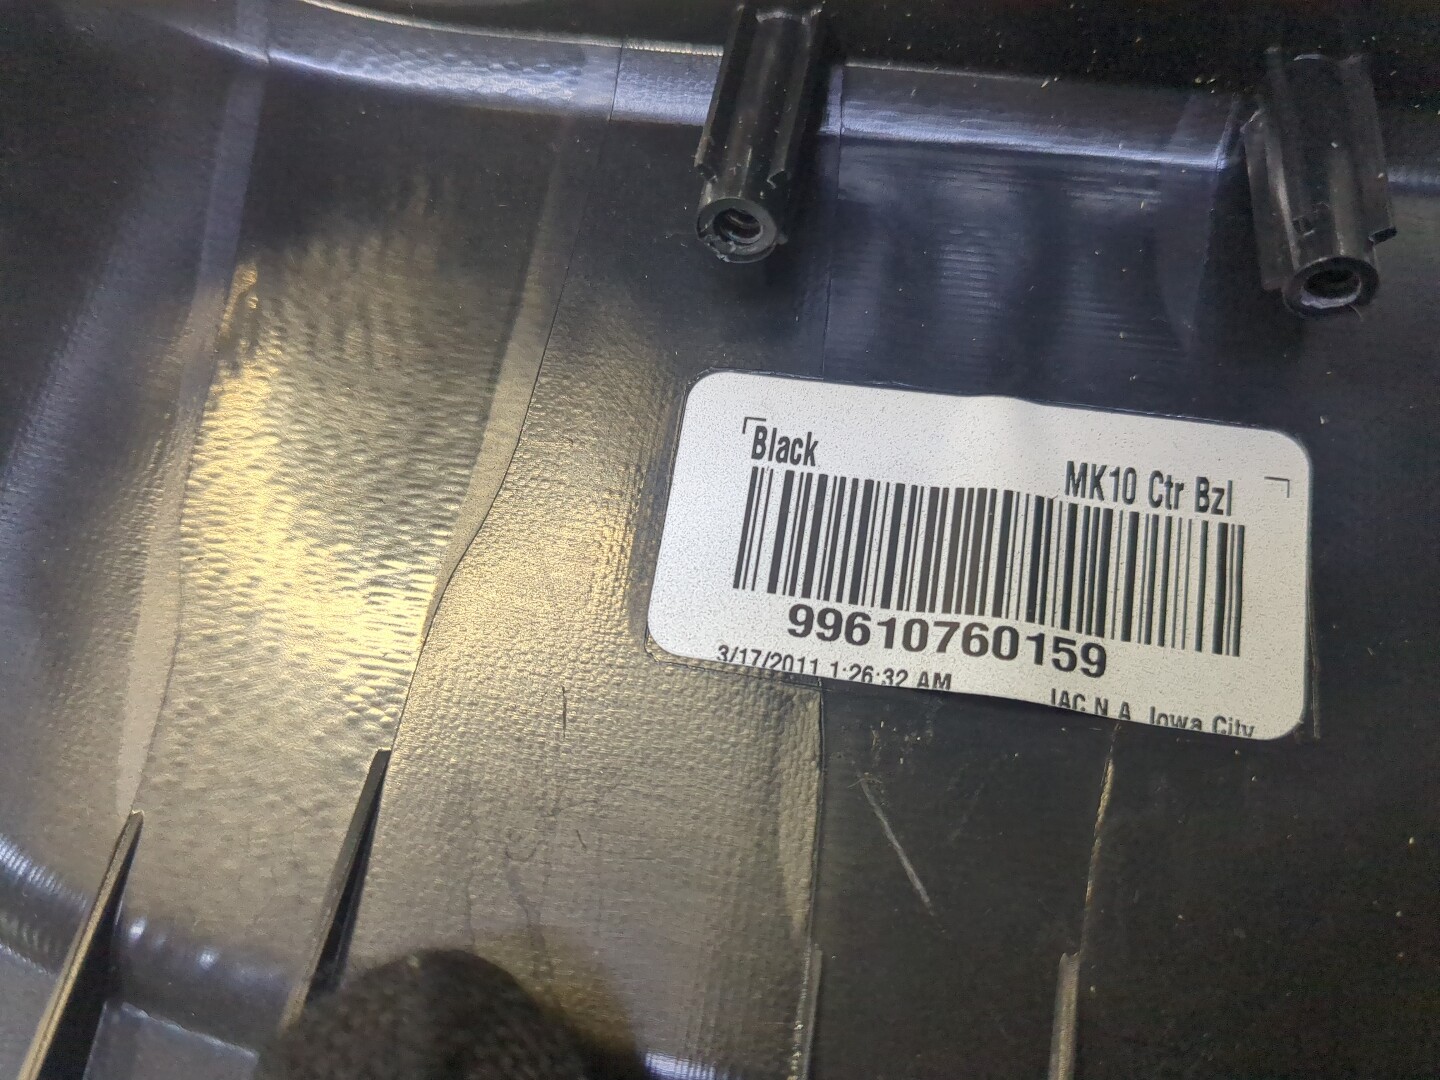 Black
MK10 Ctr Bzl
99610760159
3/17/2011 1:26:32 AM
IAC N A Iowa City